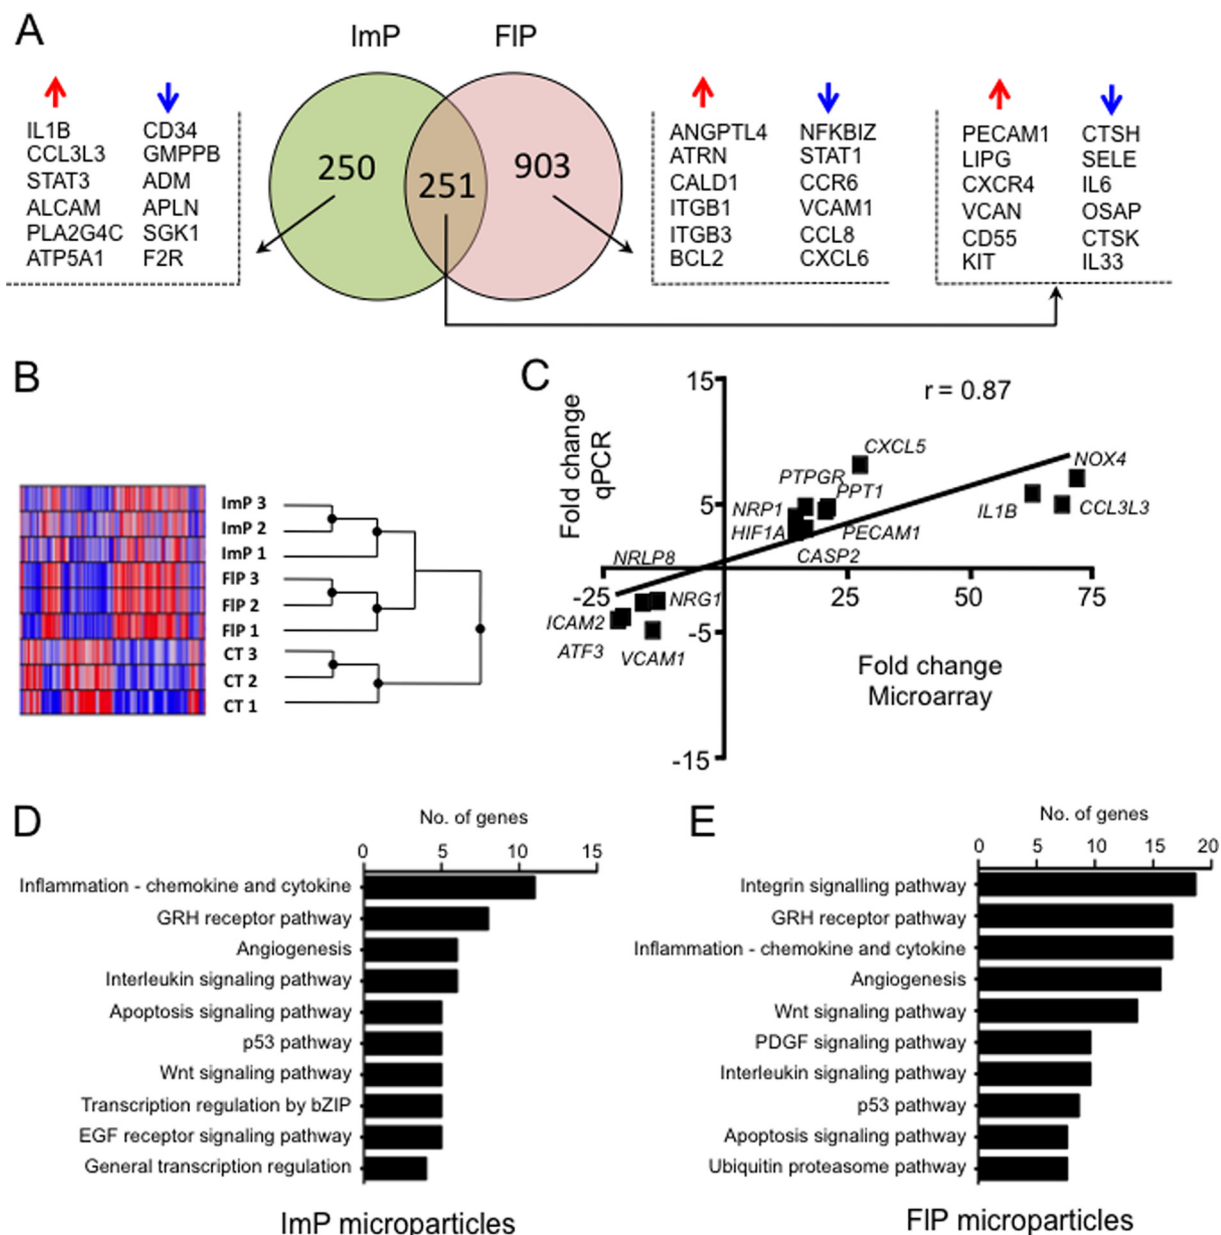 A
ImP FIP
IL1B CD34
CCL3L3 GMPPB
STAT3 ADM
ALCAM APLN
PLA2G4C SGK1
ATP5A1 F2R
250
251
903
ANGPTL4 NFKBIZ
ATRN STAT1
CALD1 CCR6
ITGB1 VCAM1
ITGB3 CCL8
BCL2 CXCL6
PECAM1 CTSH
LIPG SELE
CXCR4 IL6
VCAN OSAP
CD55 CTSK
KIT IL33
B
ImP 3
ImP 2
ImP 1
FIP 3
FIP 2
FIP 1
CT 3
CT 2
CT 1
C
Fold change
qPCR
15
r = 0.87
CXCL5
NOX4
PTPGR
PPT1
5
NRP1
IL1B
CCL3L3
HIF1A
PECAM1
CASP2
NRLP8
-25 25 50 75
NRG1
ICAM2
-5
ATF3
VCAM1
Fold change
Microarray
-15
D
No. of genes
0 5 10 15
Inflammation - chemokine and cytokine
GRH receptor pathway
Angiogenesis
Interleukin signaling pathway
Apoptosis signaling pathway
p53 pathway
Wnt signaling pathway
Transcription regulation by bZIP
EGF receptor signaling pathway
General transcription regulation
ImP microparticles
E
No. of genes
0 5 10 15 20
Integrin signalling pathway
GRH receptor pathway
Inflammation - chemokine and cytokine
Angiogenesis
Wnt signaling pathway
PDGF signaling pathway
Interleukin signaling pathway
p53 pathway
Apoptosis signaling pathway
Ubiquitin proteasome pathway
FIP microparticles